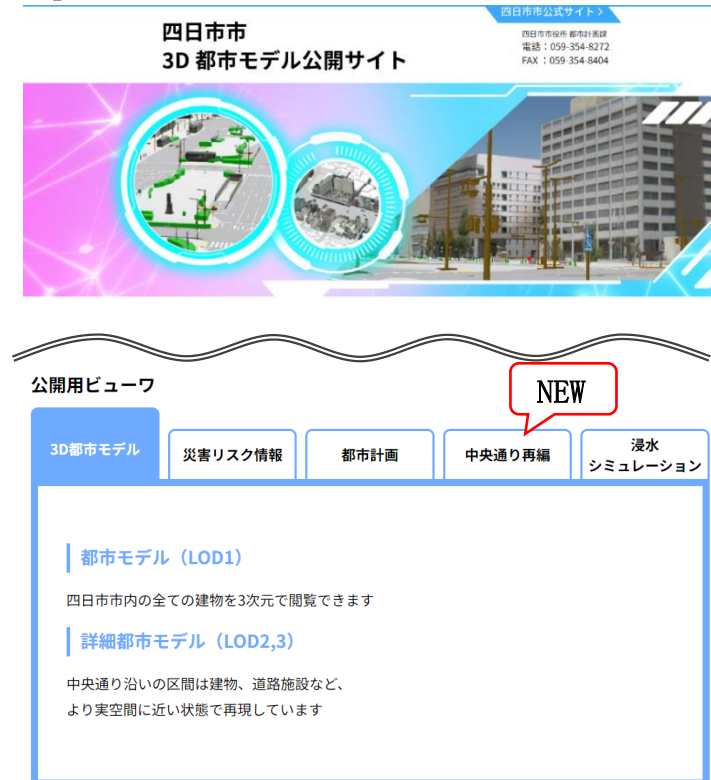 四日市市公式サイト >
四日市市
3D 都市モデル公開サイト
四日市市役所 都市計画課
電話：059-354-8272
FAX ：059-354-8404
公開用ビューワ
NEW
3D都市モデル
災害リスク情報
都市計画
中央通り再編
浸水
シミュレーション
都市モデル（LOD1）
四日市市内の全ての建物を3次元で閲覧できます
詳細都市モデル（LOD2,3）
中央通り沿いの区間は建物、道路施設など、
より実空間に近い状態で再現しています